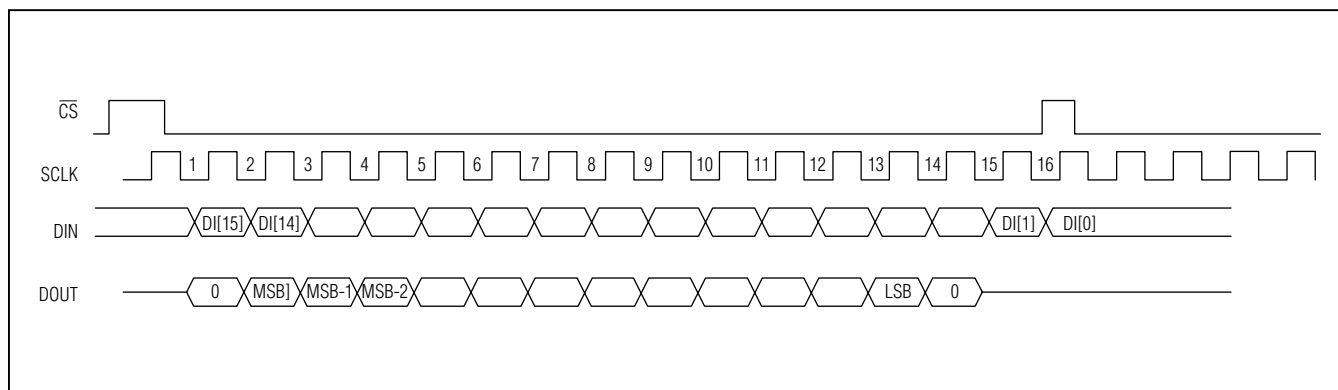 CS
SCLK 1 2 3 4 5 6 7 8 9 10 11 12 13 14 15 16
DIN DI[15] DI[14] DI[1] DI[0]
DOUT 0 MSB] MSB-1 MSB-2 LSB 0